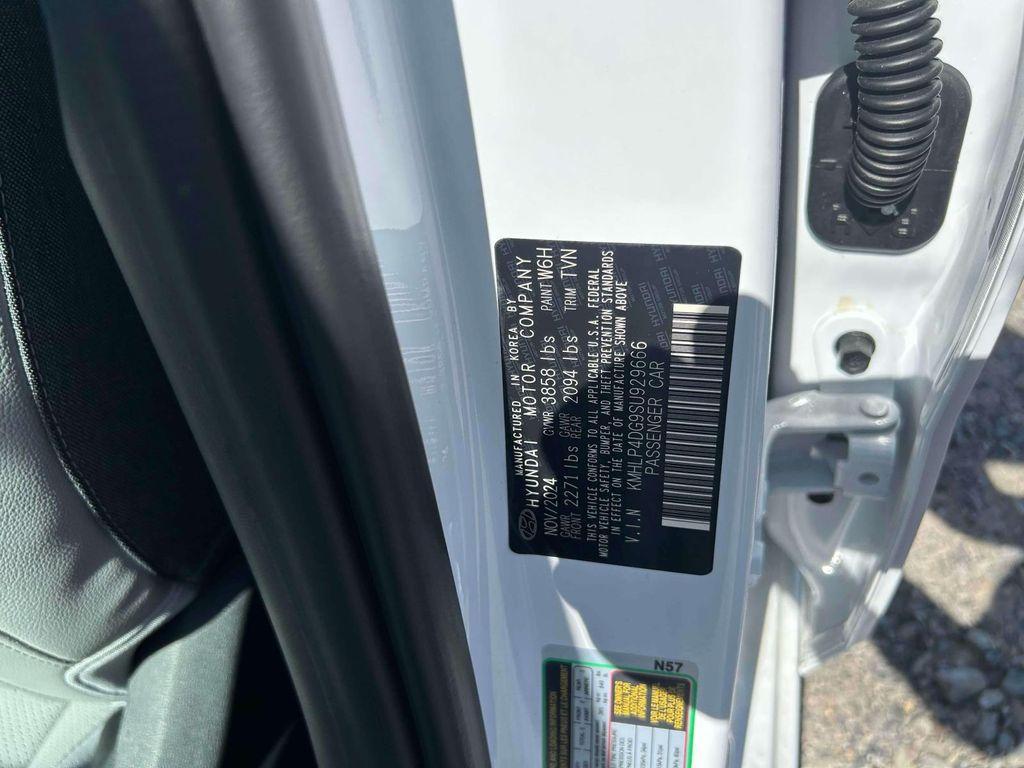 MANUFACTURED IN KOREA BY
HYUNDAI MOTOR COMPANY
NOV/2024 GVWR 3858 lbs PAINT W6H
GAWR FRONT 2271 lbs GAWR REAR 2094 lbs TRIM TVN
THIS VEHICLE CONFORMS TO ALL APPLICABLE U.S.A. FEDERAL
MOTOR VEHICLE SAFETY, BUMPER, AND THEFT PREVENTION STANDARDS
IN EFFECT ON THE DATE OF MANUFACTURE SHOWN ABOVE
V.I.N KMHLP4DG9SU929666
PASSENGER CAR
HYUNDAI
N57